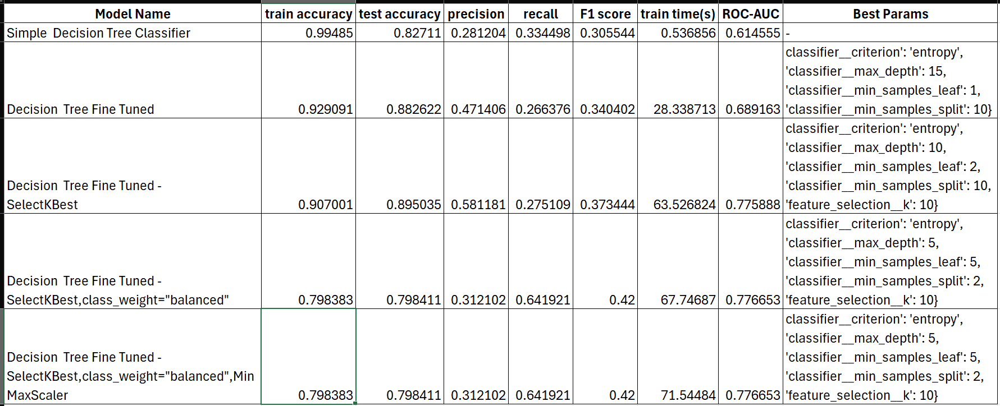 Model Name train accuracy test accuracy precision recall F1 score train time(s) ROC-AUC Best Params
Simple  Decision Tree Classifier 0.99485 0.82711 0.281204 0.334498 0.305544 0.536856 0.614555 -
classifier__criterion': 'entropy',
'classifier__max_depth': 15,
'classifier__min_samples_leaf': 1,
Decision  Tree Fine Tuned 0.929091 0.882622 0.471406 0.266376 0.340402 28.338713 0.689163 'classifier__min_samples_split': 10}
classifier__criterion': 'entropy',
'classifier__max_depth': 10,
'classifier__min_samples_leaf': 2,
Decision  Tree Fine Tuned - 'classifier__min_samples_split': 10,
SelectKBest 0.907001 0.895035 0.581181 0.275109 0.373444 63.526824 0.775888 'feature_selection__k': 10}
classifier__criterion': 'entropy',
'classifier__max_depth': 5,
'classifier__min_samples_leaf': 5,
Decision  Tree Fine Tuned - 'classifier__min_samples_split': 2,
SelectKBest,class_weight="balanced" 0.798383 0.798411 0.312102 0.641921 0.42 67.74687 0.776653 'feature_selection__k': 10}
classifier__criterion': 'entropy',
'classifier__max_depth': 5,
Decision  Tree Fine Tuned - 'classifier__min_samples_leaf': 5,
SelectKBest,class_weight="balanced",Min 'classifier__min_samples_split': 2,
MaxScaler 0.798383 0.798411 0.312102 0.641921 0.42 71.54484 0.776653 'feature_selection__k': 10}